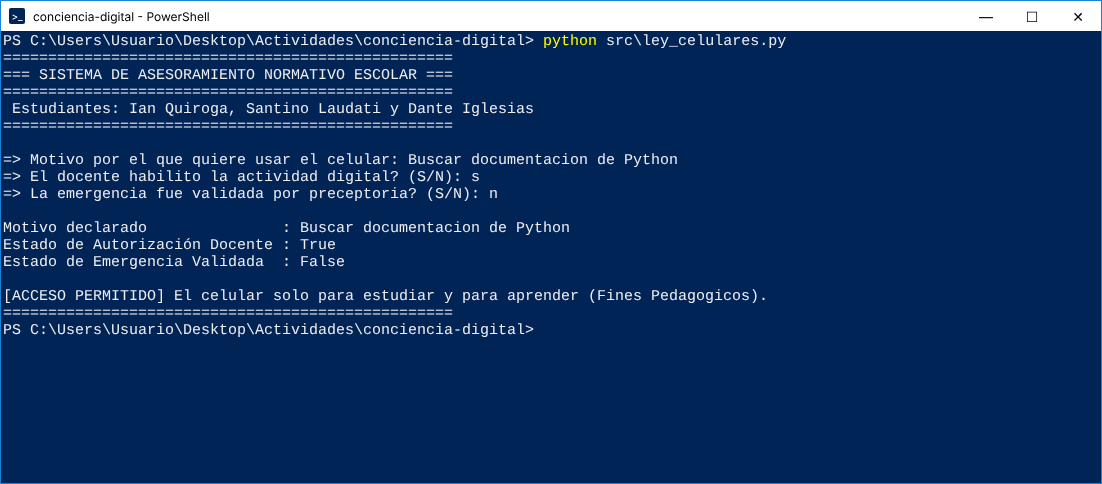 conciencia-digital - PowerShell
PS C:\Users\Usuario\Desktop\Actividades\conciencia-digital> python src\ley_celulares.py
==================================================
=== SISTEMA DE ASESORAMIENTO NORMATIVO ESCOLAR ===
==================================================
 Estudiantes: Ian Quiroga, Santino Laudati y Dante Iglesias
==================================================

=> Motivo por el que quiere usar el celular: Buscar documentacion de Python
=> El docente habilito la actividad digital? (S/N): s
=> La emergencia fue validada por preceptoria? (S/N): n

Motivo declarado               : Buscar documentacion de Python
Estado de Autorización Docente : True
Estado de Emergencia Validada  : False

[ACCESO PERMITIDO] El celular solo para estudiar y para aprender (Fines Pedagogicos).
==================================================
PS C:\Users\Usuario\Desktop\Actividades\conciencia-digital>